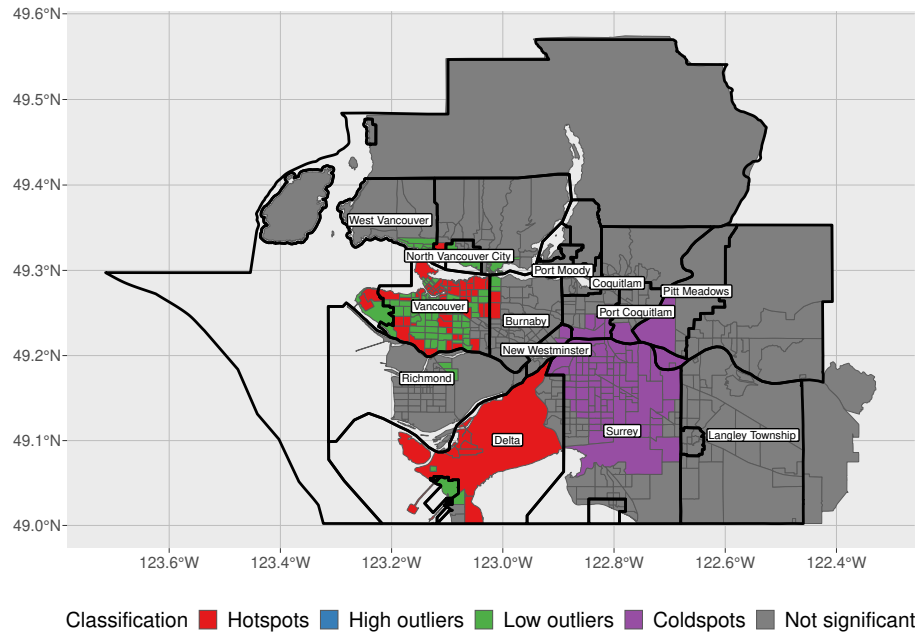 49.6°N
49.5°N
49.4°N
49.3°N
49.2°N
49.1°N
49.0°N
West Vancouver
North Vancouver City
Port Moody
Coquitlam
Pitt Meadows
Vancouver
Port Coquitlam
Burnaby
New Westminster
Richmond
Surrey
Langley Township
Delta
123.6°W 123.4°W 123.2°W 123.0°W 122.8°W 122.6°W 122.4°W
Classification Hotspots High outliers Low outliers Coldspots Not significant